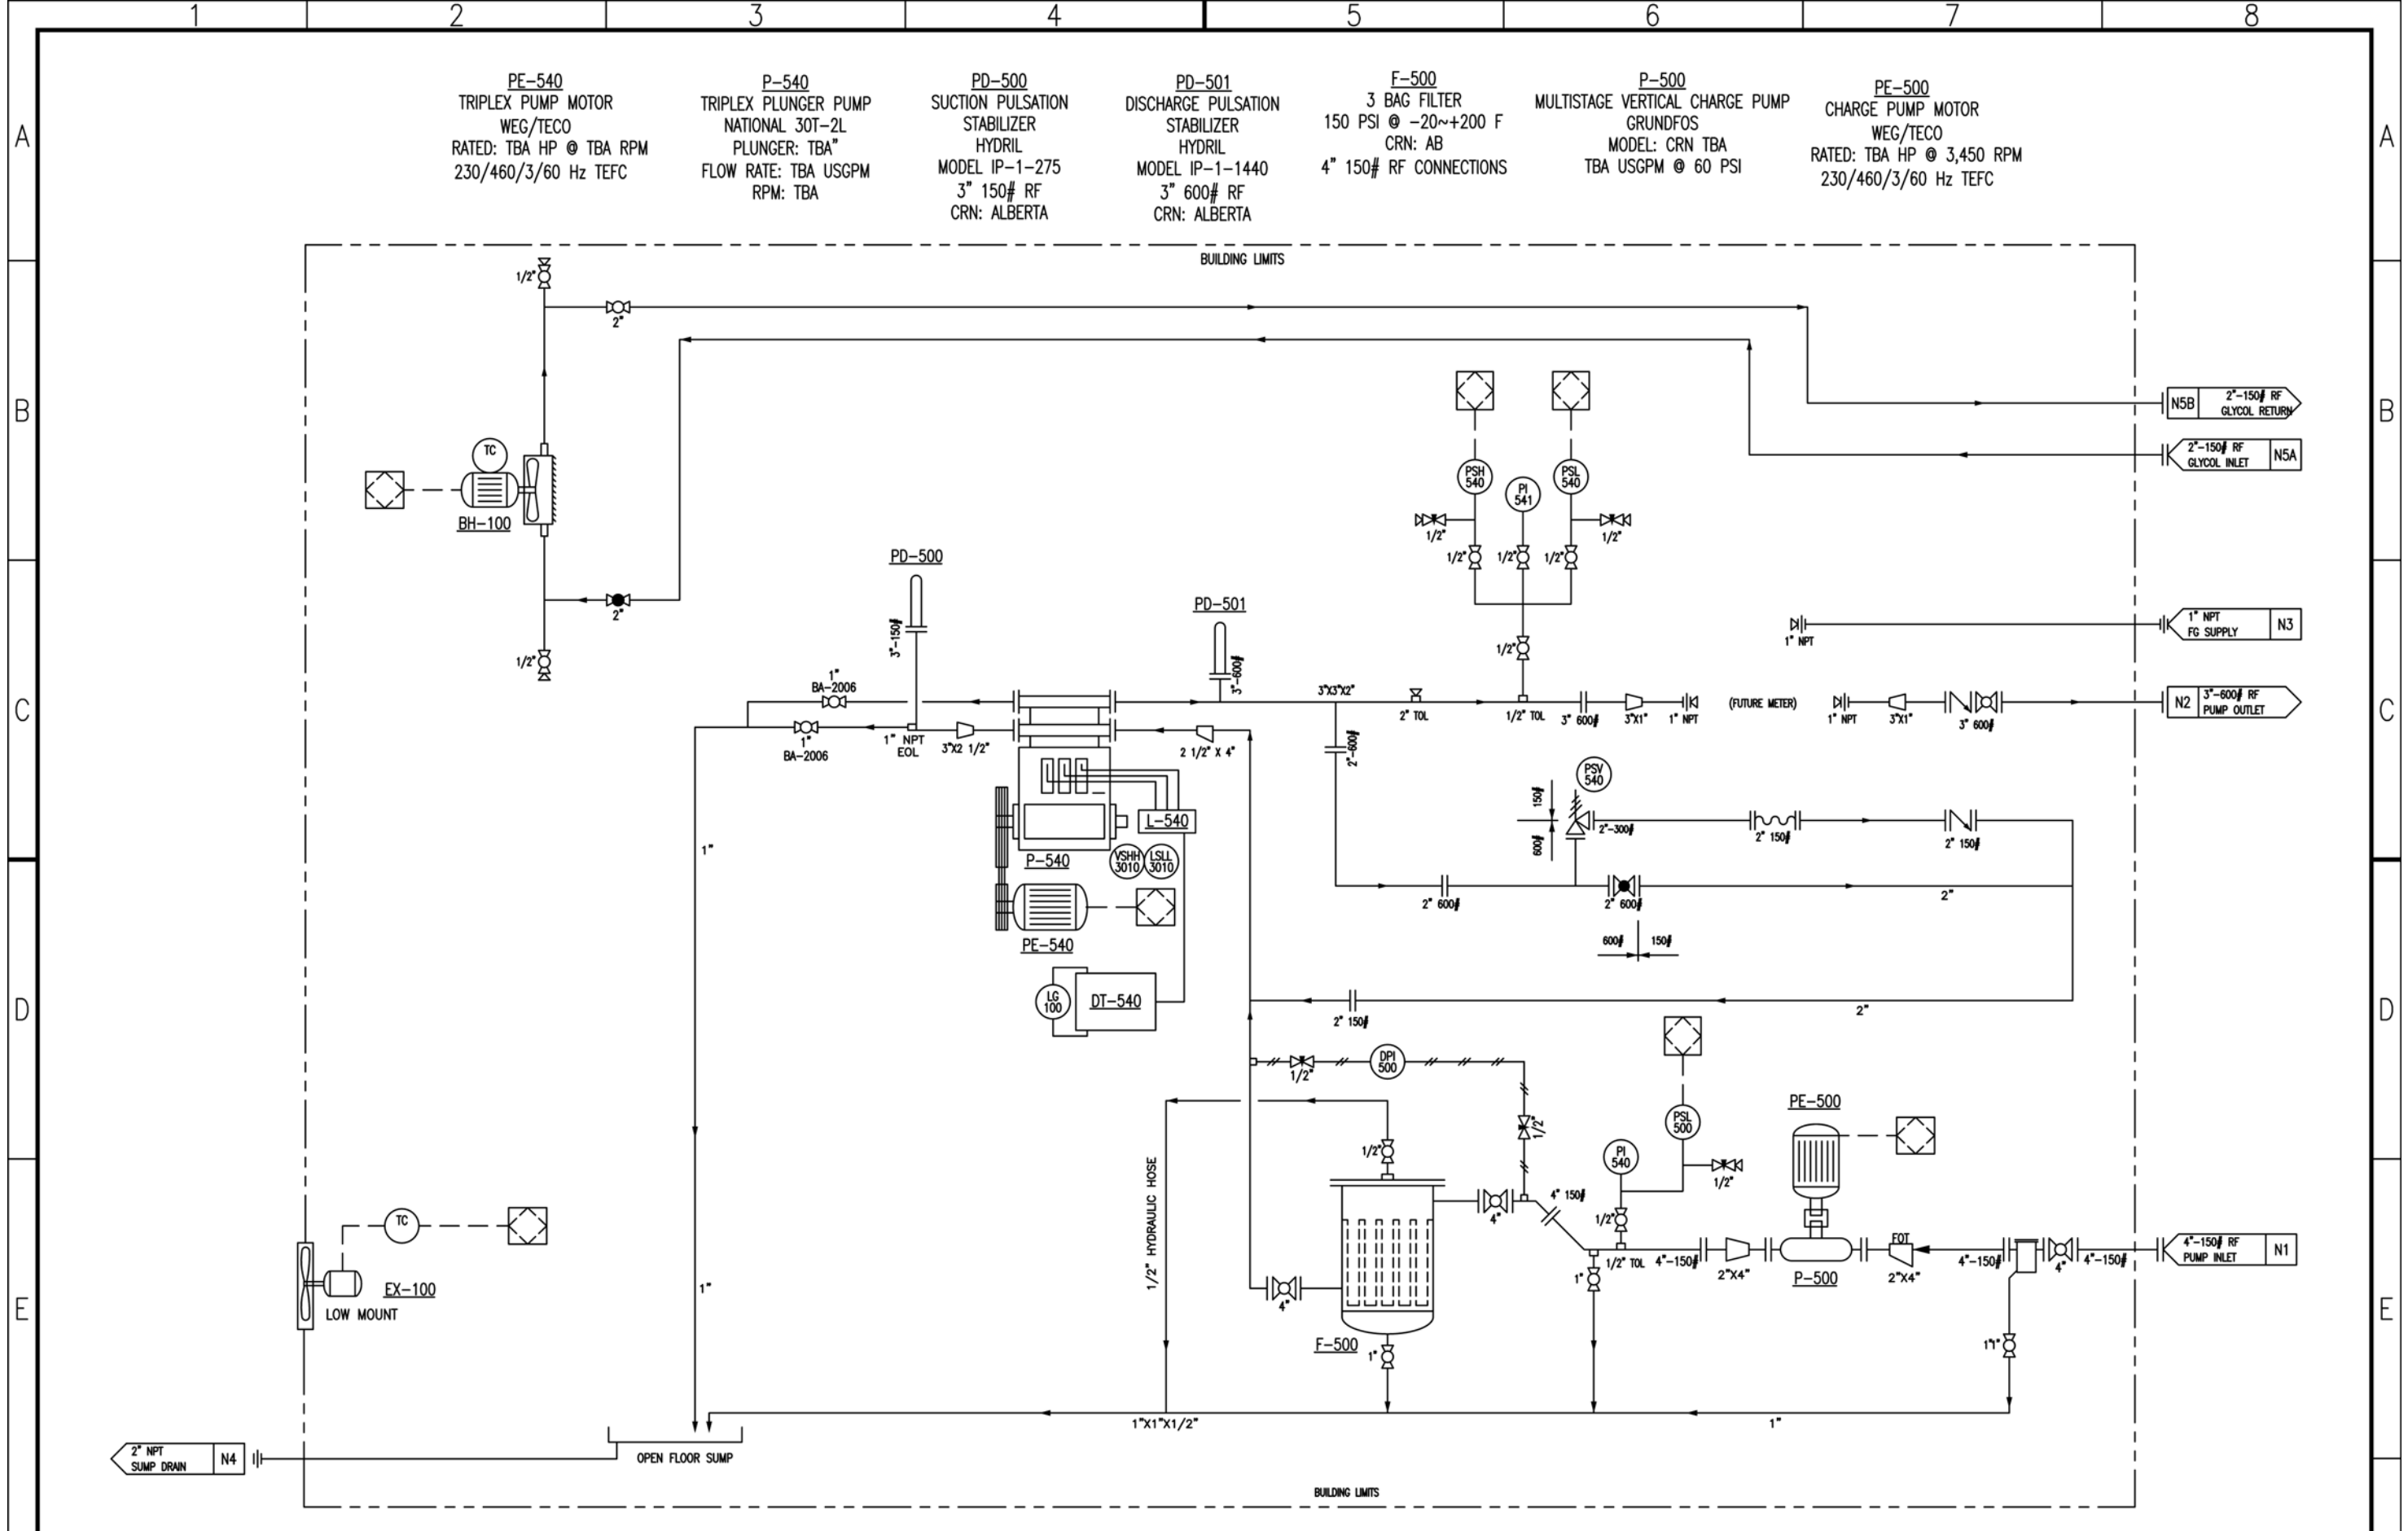 1 2 3 4 5 6 7 8
A A
PE-540
TRIPLEX PUMP MOTOR
WEG/TECO
RATED: TBA HP @ TBA RPM
230/460/3/60 Hz TEFC
P-540
TRIPLEX PLUNGER PUMP
NATIONAL 30T-2L
PLUNGER: TBA"
FLOW RATE: TBA USGPM
RPM: TBA
PD-500
SUCTION PULSATION
STABILIZER
HYDRIL
MODEL IP-1-275
3" 150# RF
CRN: ALBERTA
PD-501
DISCHARGE PULSATION
STABILIZER
HYDRIL
MODEL IP-1-1440
3" 600# RF
CRN: ALBERTA
F-500
3 BAG FILTER
150 PSI @ -20~+200 F
CRN: AB
4" 150# RF CONNECTIONS
P-500
MULTISTAGE VERTICAL CHARGE PUMP
GRUNDFOS
MODEL: CRN TBA
TBA USGPM @ 60 PSI
PE-500
CHARGE PUMP MOTOR
WEG/TECO
RATED: TBA HP @ 3,450 RPM
230/460/3/60 Hz TEFC
BUILDING LIMITS
1/2"
2"
B B
N5B
2"-150# RF
GLYCOL RETURN
2"-150# RF
GLYCOL INLET
N5A
TC
BH-100
PSH
540
PI
541
PSL
540
1/2"
1/2"
1/2"
1/2"
1/2"
2"
1/2"
PD-500
3"-150#
PD-501
3"-600#
1/2"
1" NPT
1" NPT
FG SUPPLY
N3
C C
1"
BA-2006
1"
BA-2006
1" NPT
EOL
3"X2 1/2"
2 1/2" X 4"
3"X3"X2"
2" TOL
1/2" TOL
3" 600#
3"X1"
1" NPT
(FUTURE METER)
1" NPT
3"X1"
3" 600#
N2
3"-600# RF
PUMP OUTLET
2"-600#
PSV
540
150#
600#
2"-300#
2" 150#
2" 150#
L-540
P-540
VSHH
3010
LSLL
3010
1"
PE-540
2" 600#
2" 600#
2"
600# 150#
D D
LG
100
DT-540
2" 150#
2"
1/2"
DPI
500
1/2"
PSL
500
1/2"
PI
540
1/2"
PE-500
1/2"
1/2" HYDRAULIC HOSE
4"
4" 150#
1/2" TOL
4"-150#
2"X4"
P-500
FOT
2"X4"
4"-150#
4"
4"-150#
4"-150# RF
PUMP INLET
N1
E E
TC
EX-100
LOW MOUNT
1"
4"
F-500
1"
1"
1"1"
1"X1"X1/2"
1"
2" NPT
SUMP DRAIN
N4
OPEN FLOOR SUMP
BUILDING LIMITS